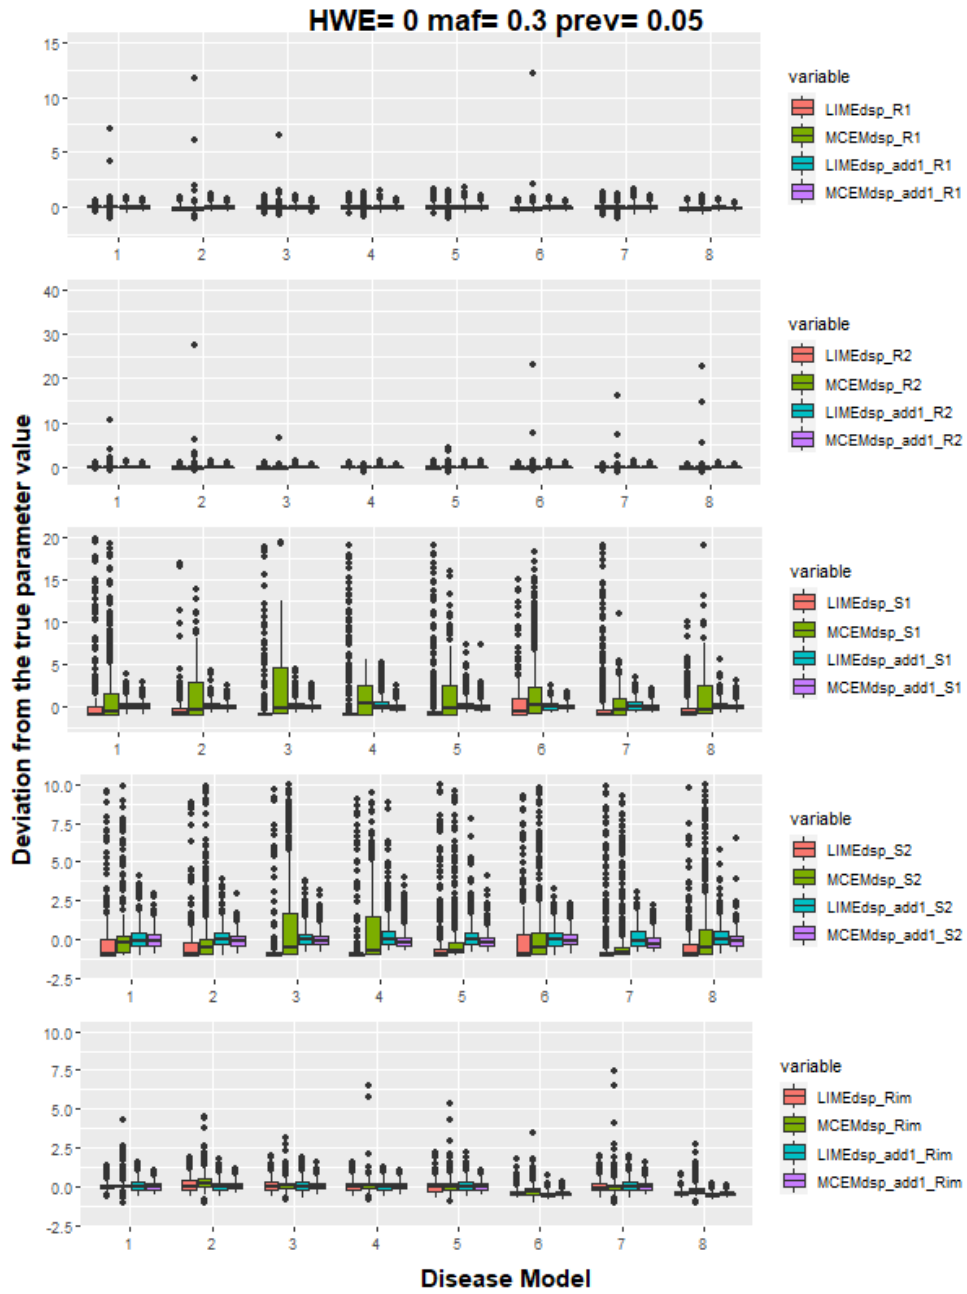 HWE= 0 maf= 0.3 prev= 0.05
Deviation from the true parameter value
15
10
5
0
1 2 3 4 5 6 7 8
variable
LIMEdsp_R1
MCEMdsp_R1
LIMEdsp_add1_R1
MCEMdsp_add1_R1
40
30
20
10
0
1 2 3 4 5 6 7 8
variable
LIMEdsp_R2
MCEMdsp_R2
LIMEdsp_add1_R2
MCEMdsp_add1_R2
20
15
10
5
0
1 2 3 4 5 6 7 8
variable
LIMEdsp_S1
MCEMdsp_S1
LIMEdsp_add1_S1
MCEMdsp_add1_S1
10.0
7.5
5.0
2.5
0.0
-2.5
1 2 3 4 5 6 7 8
variable
LIMEdsp_S2
MCEMdsp_S2
LIMEdsp_add1_S2
MCEMdsp_add1_S2
10.0
7.5
5.0
2.5
0.0
-2.5
1 2 3 4 5 6 7 8
variable
LIMEdsp_Rim
MCEMdsp_Rim
LIMEdsp_add1_Rim
MCEMdsp_add1_Rim
Disease Model